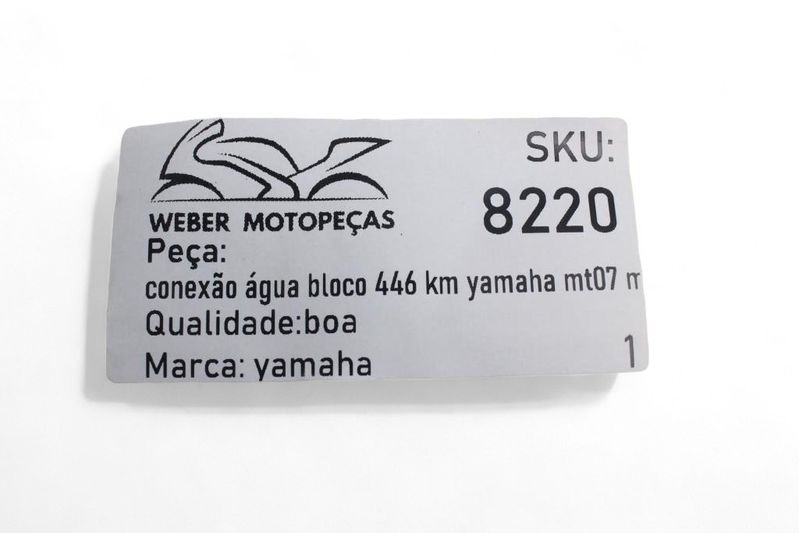 SKU:
8220
WEBER MOTOPEÇAS
Peça:
conexão água bloco 446 km yamaha mt07
Qualidade:boa
Marca: yamaha
1